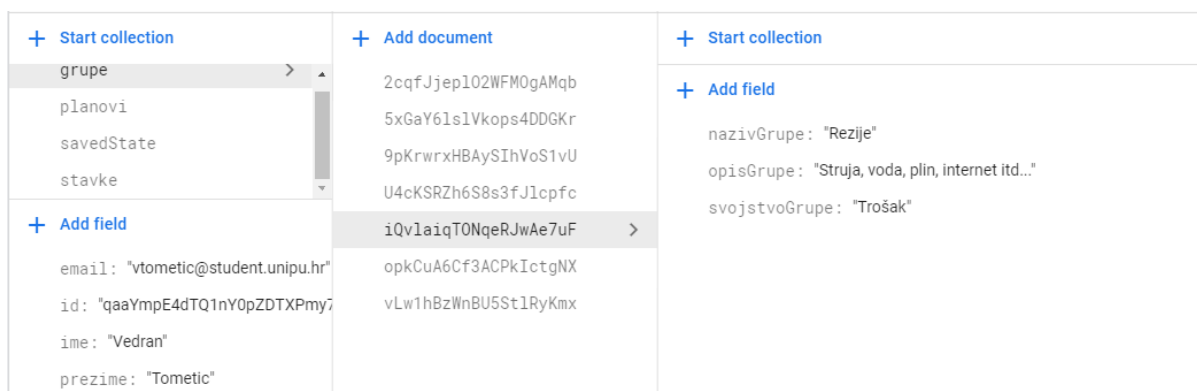 + Start collection
grupe
planovi
savedState
stavke
+ Add field
email: "vtometic@student.unipu.hr"
id: "qaaYmpE4dTQ1nY0pZDTXPmy7
ime: "Vedran"
prezime: "Tometic"
+ Add document
2cqfJjeplO2WFMOgAMqb
5xGaY6lslVkops4DDGKr
9pKrwrxHBAySIhVoS1vU
U4cKSRZh6S8s3fJlcpfc
iQvlaiqTONqeRJwAe7uF
opkCuA6Cf3ACPkIctgNX
vLw1hBzWnBU5StlRyKmx
+ Start collection
+ Add field
nazivGrupe: "Rezije"
opisGrupe: "Struja, voda, plin, internet itd..."
svojstvoGrupe: "Trošak"